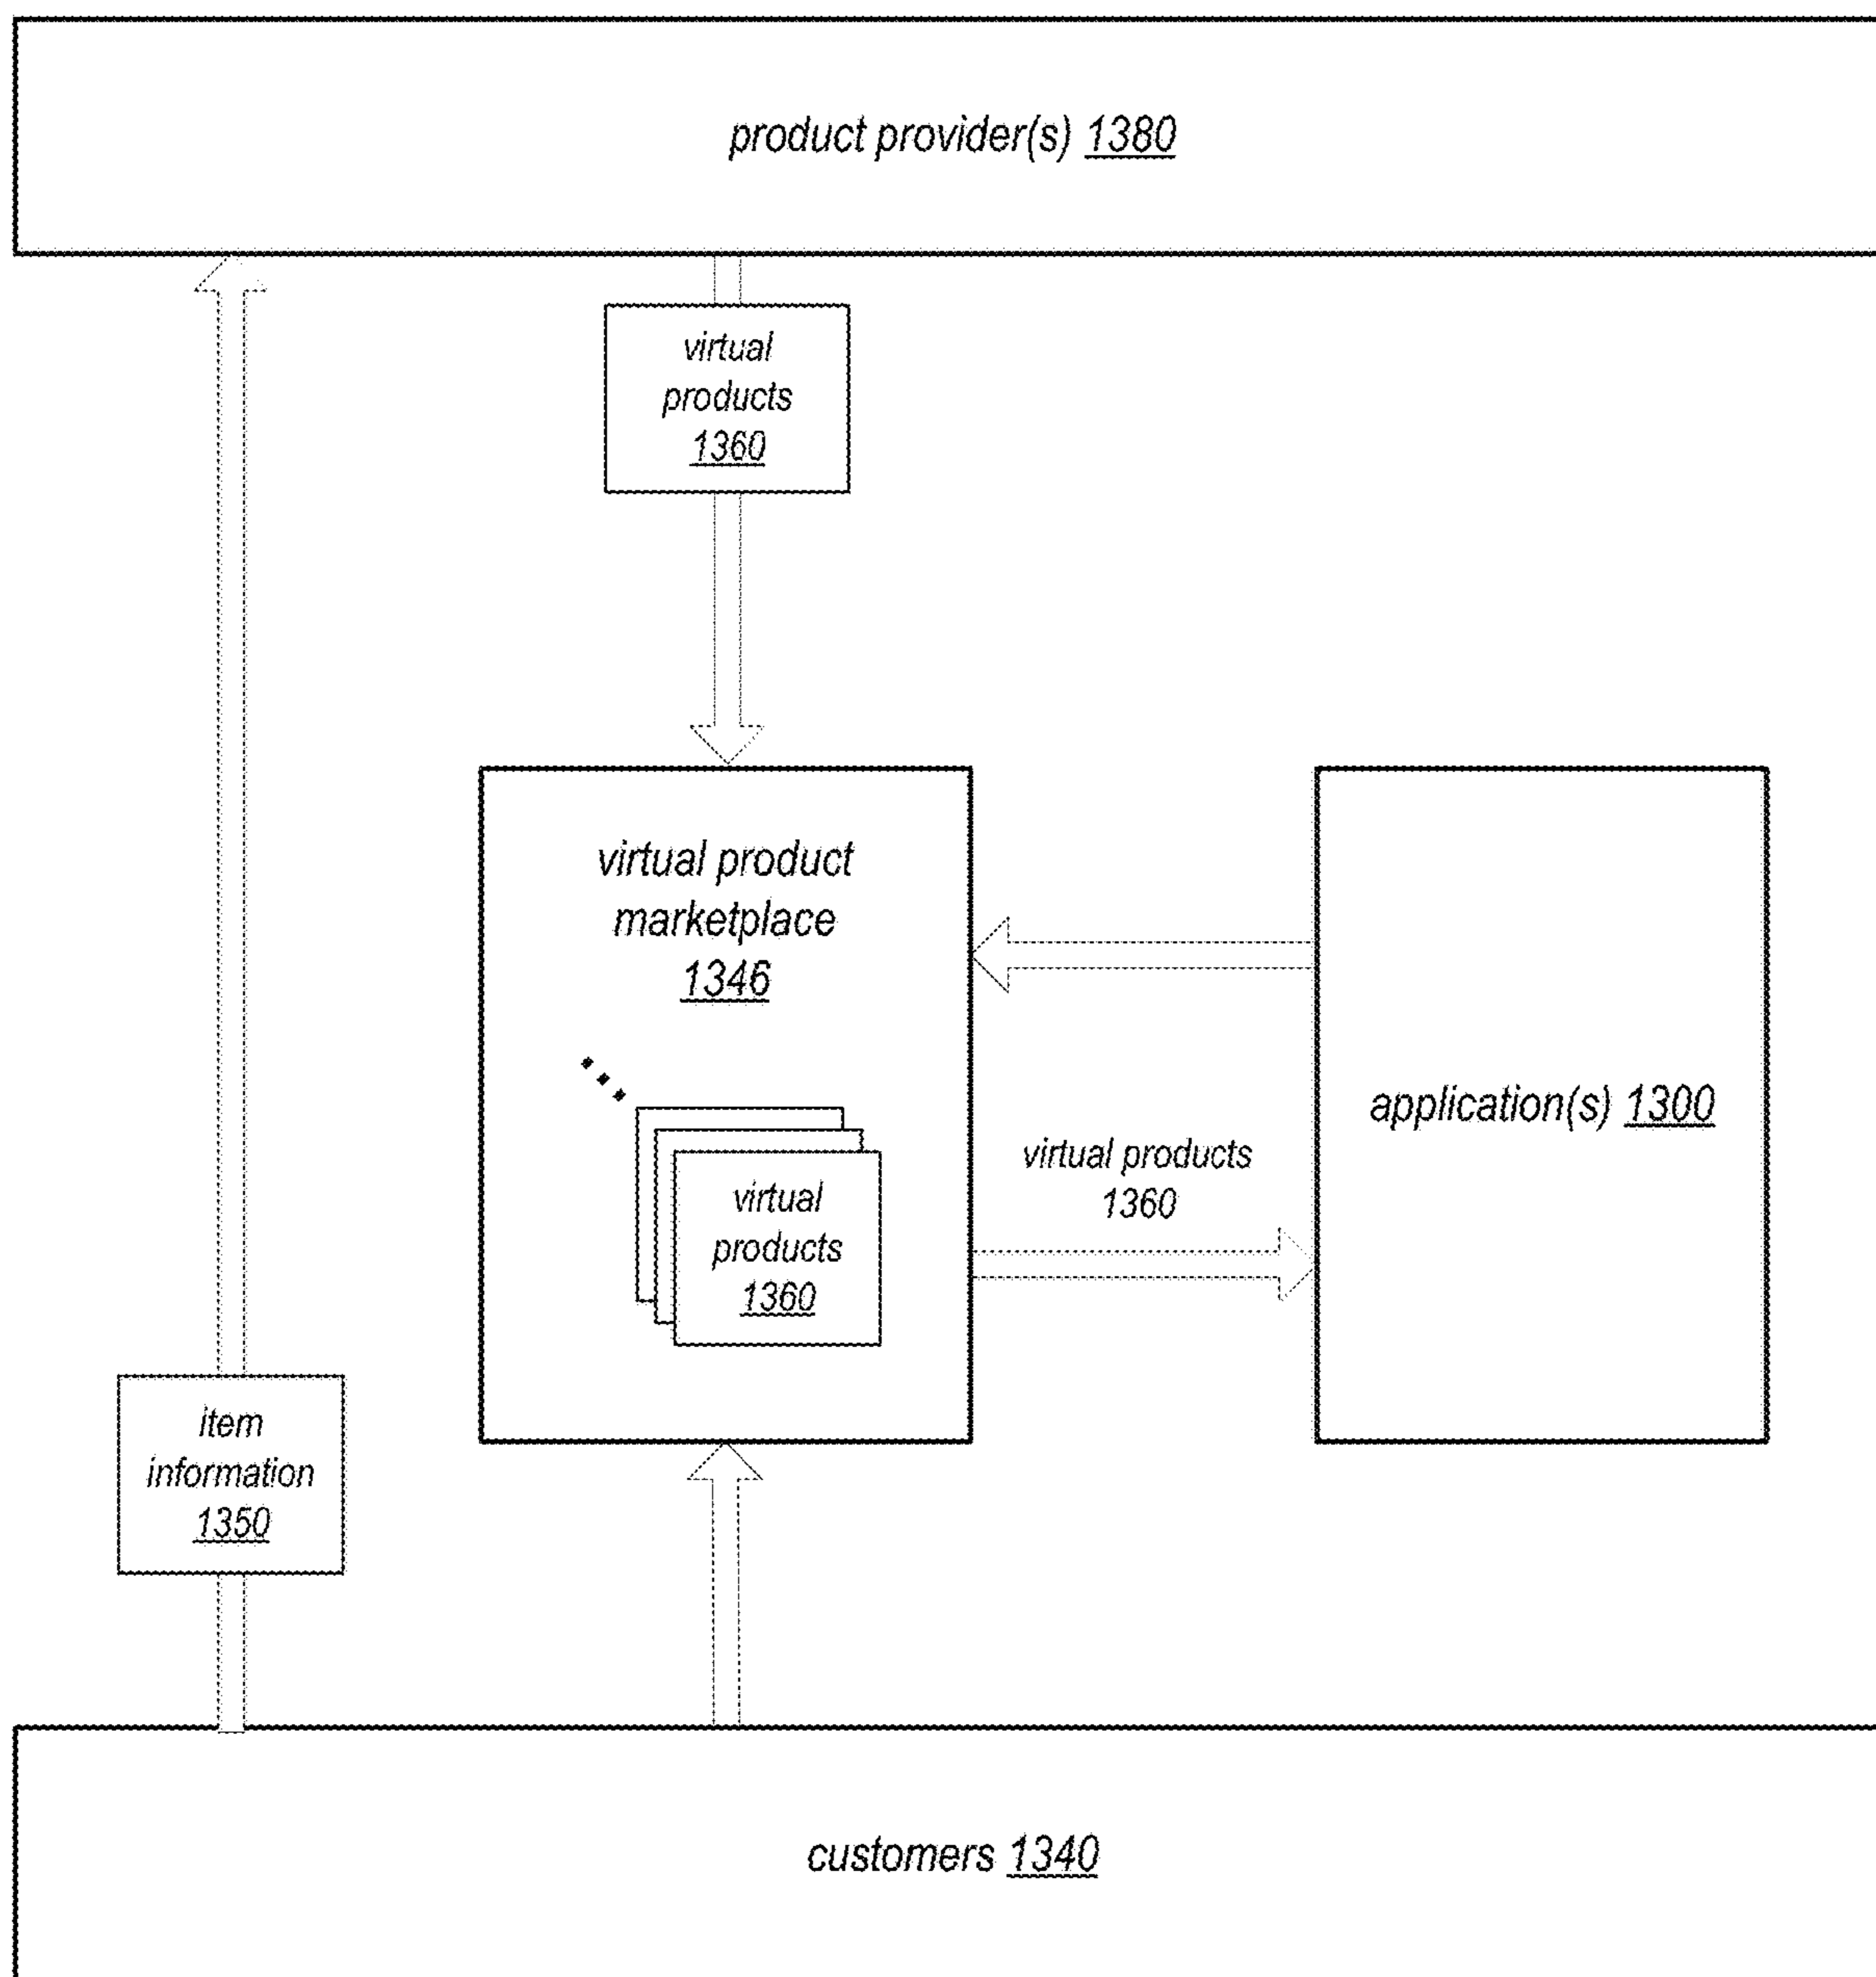 product provider(s) 1380
virtual
products
1360
virtual product
marketplace
1346
virtual
products
1360
virtual products
1360
application(s) 1300
item
information
1350
customers 1340